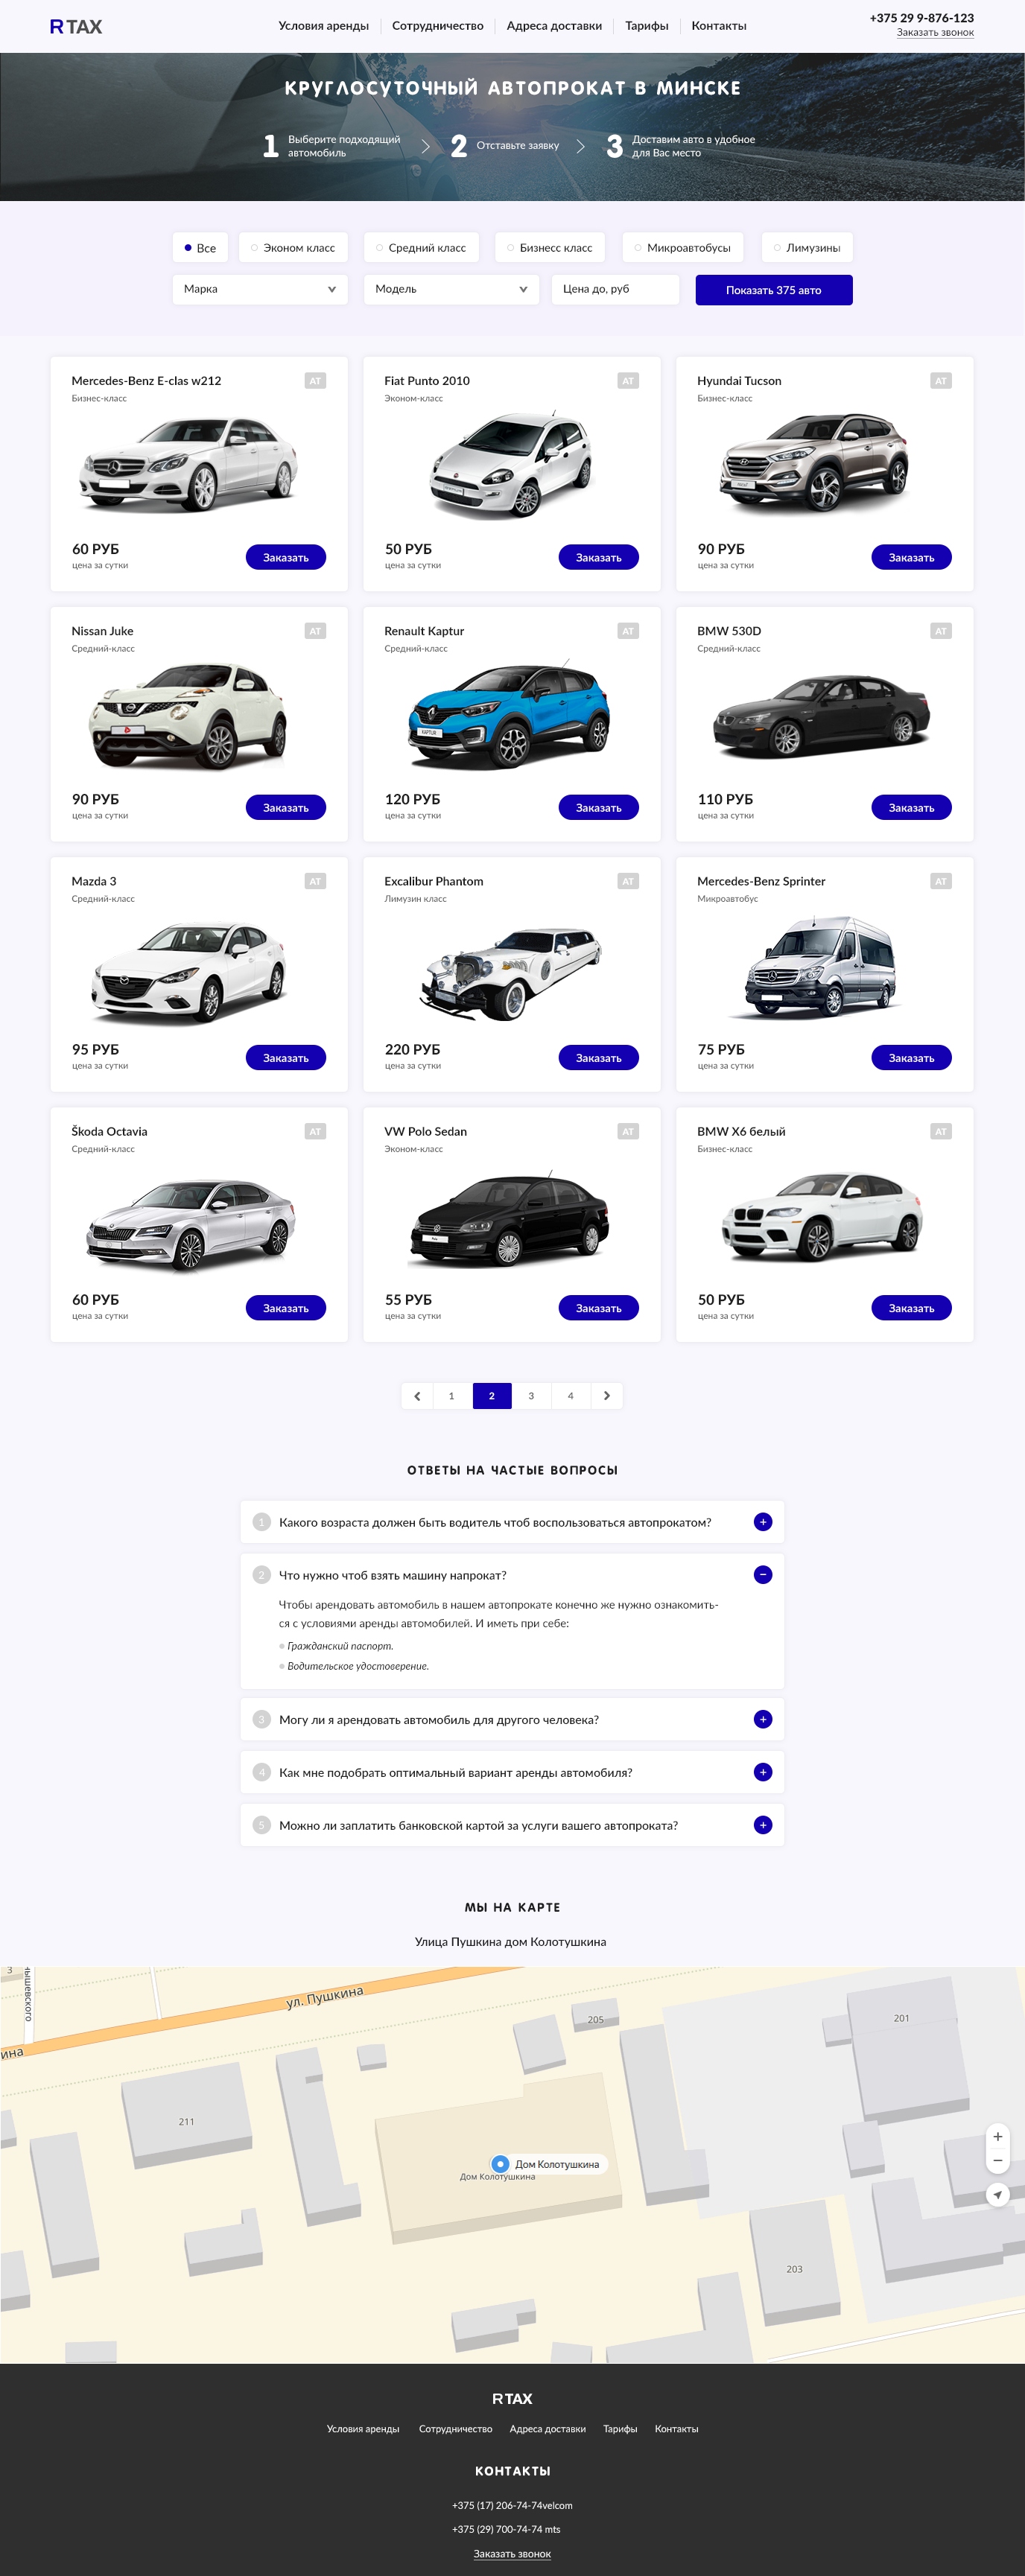 RTAX
Условия аренды
Сотрудничество
Адреса доставки
Тарифы
Контакты
+375 29 9-876-123
Заказать звонок
КРУГЛОСУТОЧНЫЙ АВТОПРОКАТ В МИНСКЕ
1
Выберите подходящий
автомобиль
2
Отставьте заявку
3
Доставим авто в удобное
для Вас место
Все
Эконом класс
Средний класс
Бизнесс класс
Микроавтобусы
Лимузины
Марка
Модель
Цена до, руб
Показать 375 авто
Mercedes-Benz E-clas w212
AT
Бизнес-класс
60 РУБ
цена за сутки
Заказать
Fiat Punto 2010
AT
Эконом-класс
50 РУБ
цена за сутки
Заказать
Hyundai Tucson
AT
Бизнес-класс
90 РУБ
цена за сутки
Заказать
Nissan Juke
AT
Средний-класс
90 РУБ
цена за сутки
Заказать
Renault Kaptur
AT
Средний-класс
KAPTUR
120 РУБ
цена за сутки
Заказать
BMW 530D
AT
Средний-класс
110 РУБ
цена за сутки
Заказать
Mazda 3
AT
Средний-класс
95 РУБ
цена за сутки
Заказать
Excalibur Phantom
AT
Лимузин класс
220 РУБ
цена за сутки
Заказать
Mercedes-Benz Sprinter
AT
Микроавтобус
75 РУБ
цена за сутки
Заказать
Škoda Octavia
AT
Средний-класс
60 РУБ
цена за сутки
Заказать
VW Polo Sedan
AT
Эконом-класс
55 РУБ
цена за сутки
Заказать
BMW X6 белый
AT
Бизнес-класс
50 РУБ
цена за сутки
Заказать
1
2
3
4
ОТВЕТЫ НА ЧАСТЫЕ ВОПРОСЫ
1 Какого возраста должен быть водитель чтоб воспользоваться автопрокатом?
2 Что нужно чтоб взять машину напрокат?
Чтобы арендовать автомобиль в нашем автопрокате конечно же нужно ознакомить-
ся с условиями аренды автомобилей. И иметь при себе:
Гражданский паспорт.
Водительское удостоверение.
3 Могу ли я арендовать автомобиль для другого человека?
4 Как мне подобрать оптимальный вариант аренды автомобиля?
5 Можно ли заплатить банковской картой за услуги вашего автопроката?
МЫ НА КАРТЕ
Улица Пушкина дом Колотушкина
3
нышевского
ул. Пушкина
ина
205
201
211
Дом Колотушкина
Дом Колотушкина
203
RTAX
Условия аренды
Сотрудничество
Адреса доставки
Тарифы
Контакты
КОНТАКТЫ
+375 (17) 206-74-74velcom
+375 (29) 700-74-74 mts
Заказать звонок